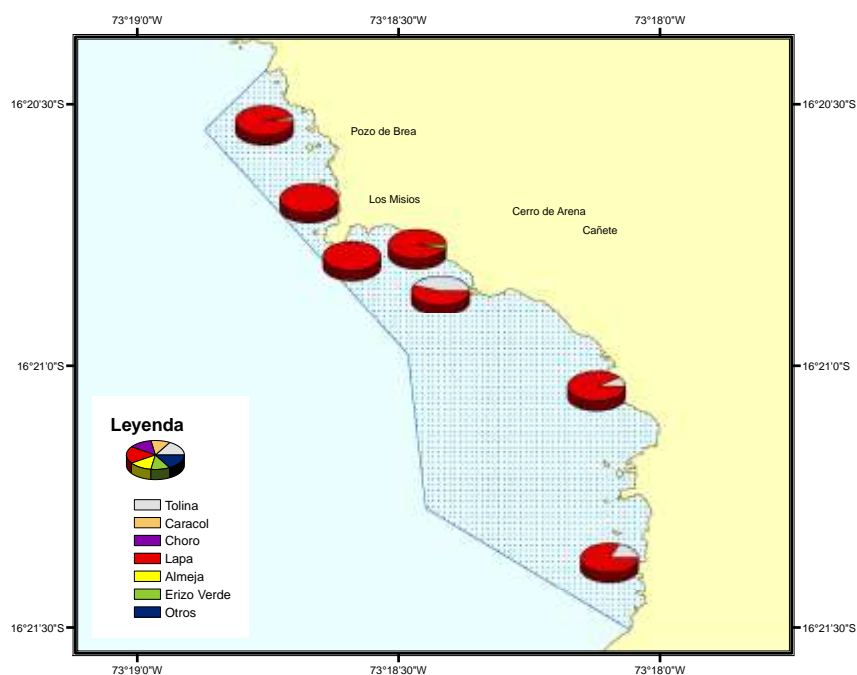 73°19'0"W 73°18'30"W 73°18'0"W
16°20'30"S 16°20'30"S
Pozo de Brea
Los Misios
Cerro de Arena
Cañete
16°21'0"S 16°21'0"S
Leyenda
Tolina
Caracol
Choro
Lapa
Almeja
Erizo Verde
Otros
16°21'30"S 16°21'30"S
73°19'0"W 73°18'30"W 73°18'0"W